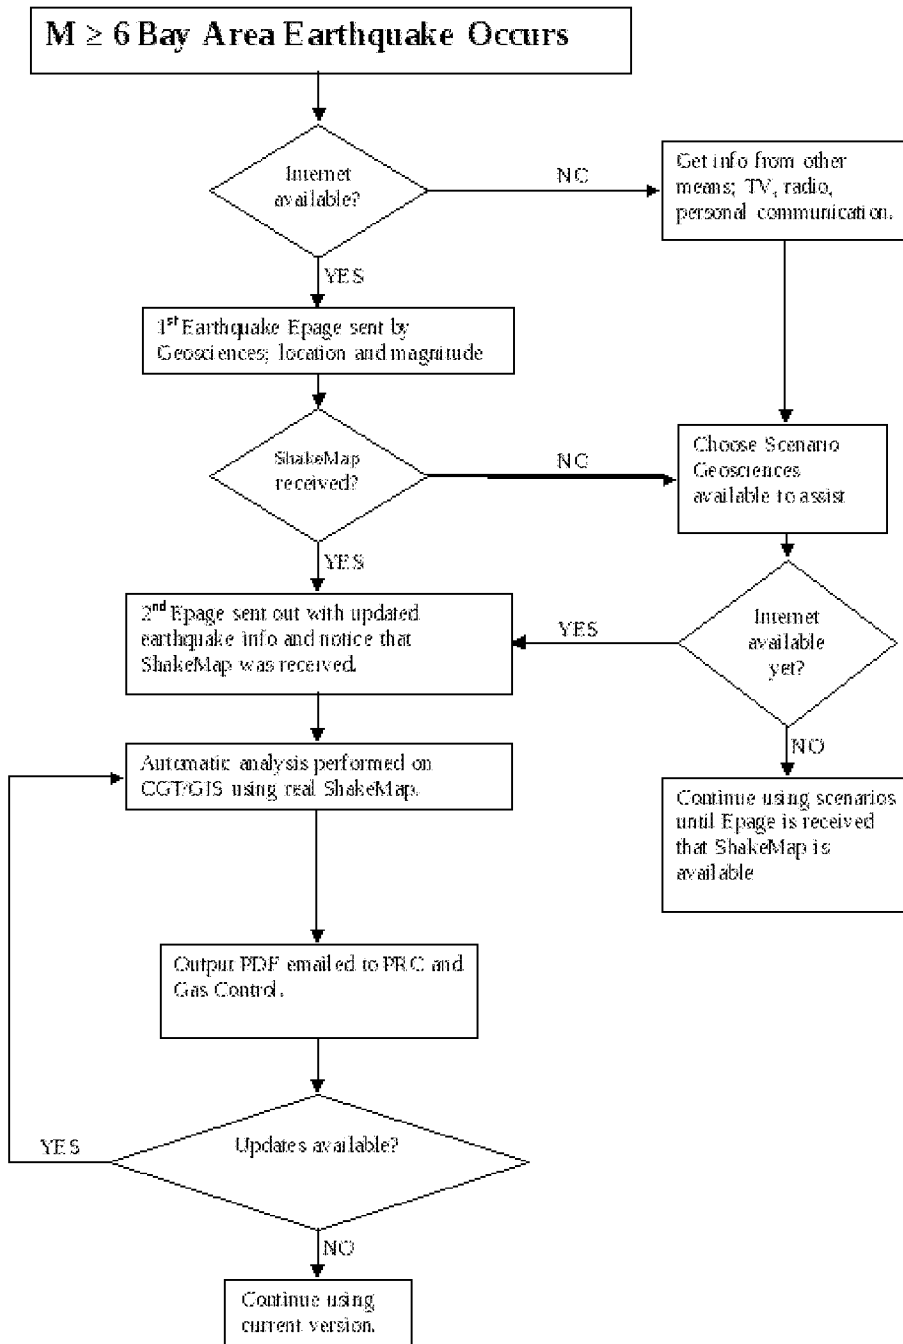 M ≥ 6 Bay Area Earthquake Occurs
Internet
available?
NO
Get info from other
means; TV, radio,
personal communication.
YES
1st Earthquake Epage sent by
Geosciences; location and magnitude
ShakeMap
received?
NO
Choose Scenario
Geosciences
available to assist
YES
2nd Epage sent out with updated
earthquake info and notice that
ShakeMap was received.
YES
Internet
available
yet?
NO
Automatic analysis performed on
CGT/GIS using real ShakeMap.
Continue using scenarios
until Epage is received
that ShakeMap is
available
Output PDF emailed to PRC and
Gas Control.
YES
Updates available?
NO
Continue using
current version.